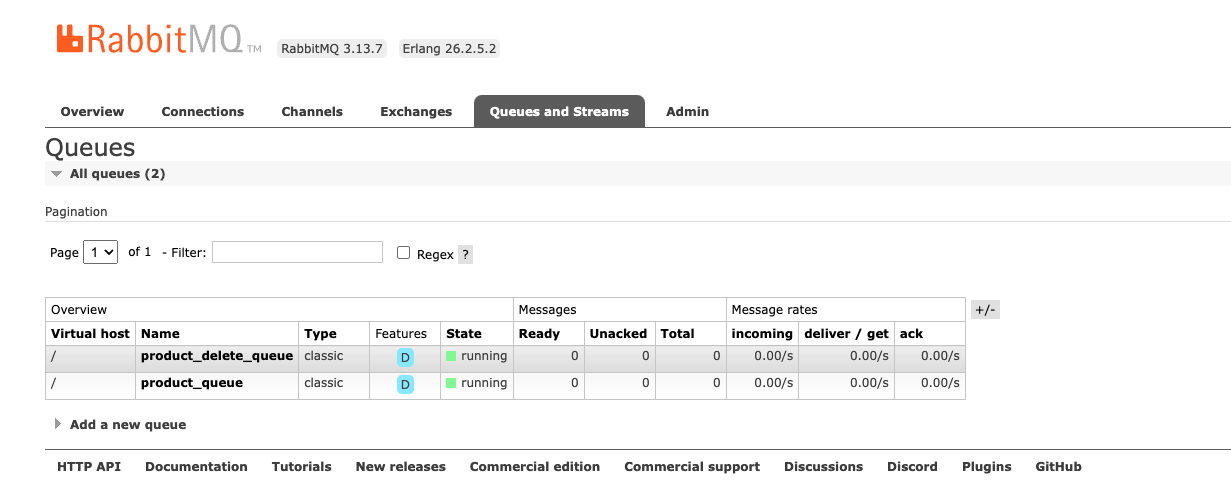 RabbitMQ TM RabbitMQ 3.13.7 Erlang 26.2.5.2
Overview Connections Channels Exchanges Queues and Streams Admin
Queues
All queues (2)
Pagination
Page 1 of 1 - Filter: Regex ?
Overview Messages Message rates +/-
Virtual host Name Type Features State Ready Unacked Total incoming deliver / get ack
/ product_delete_queue classic D running 0 0 0 0.00/s 0.00/s 0.00/s
/ product_queue classic D running 0 0 0 0.00/s 0.00/s 0.00/s
Add a new queue
HTTP API Documentation Tutorials New releases Commercial edition Commercial support Discussions Discord Plugins GitHub